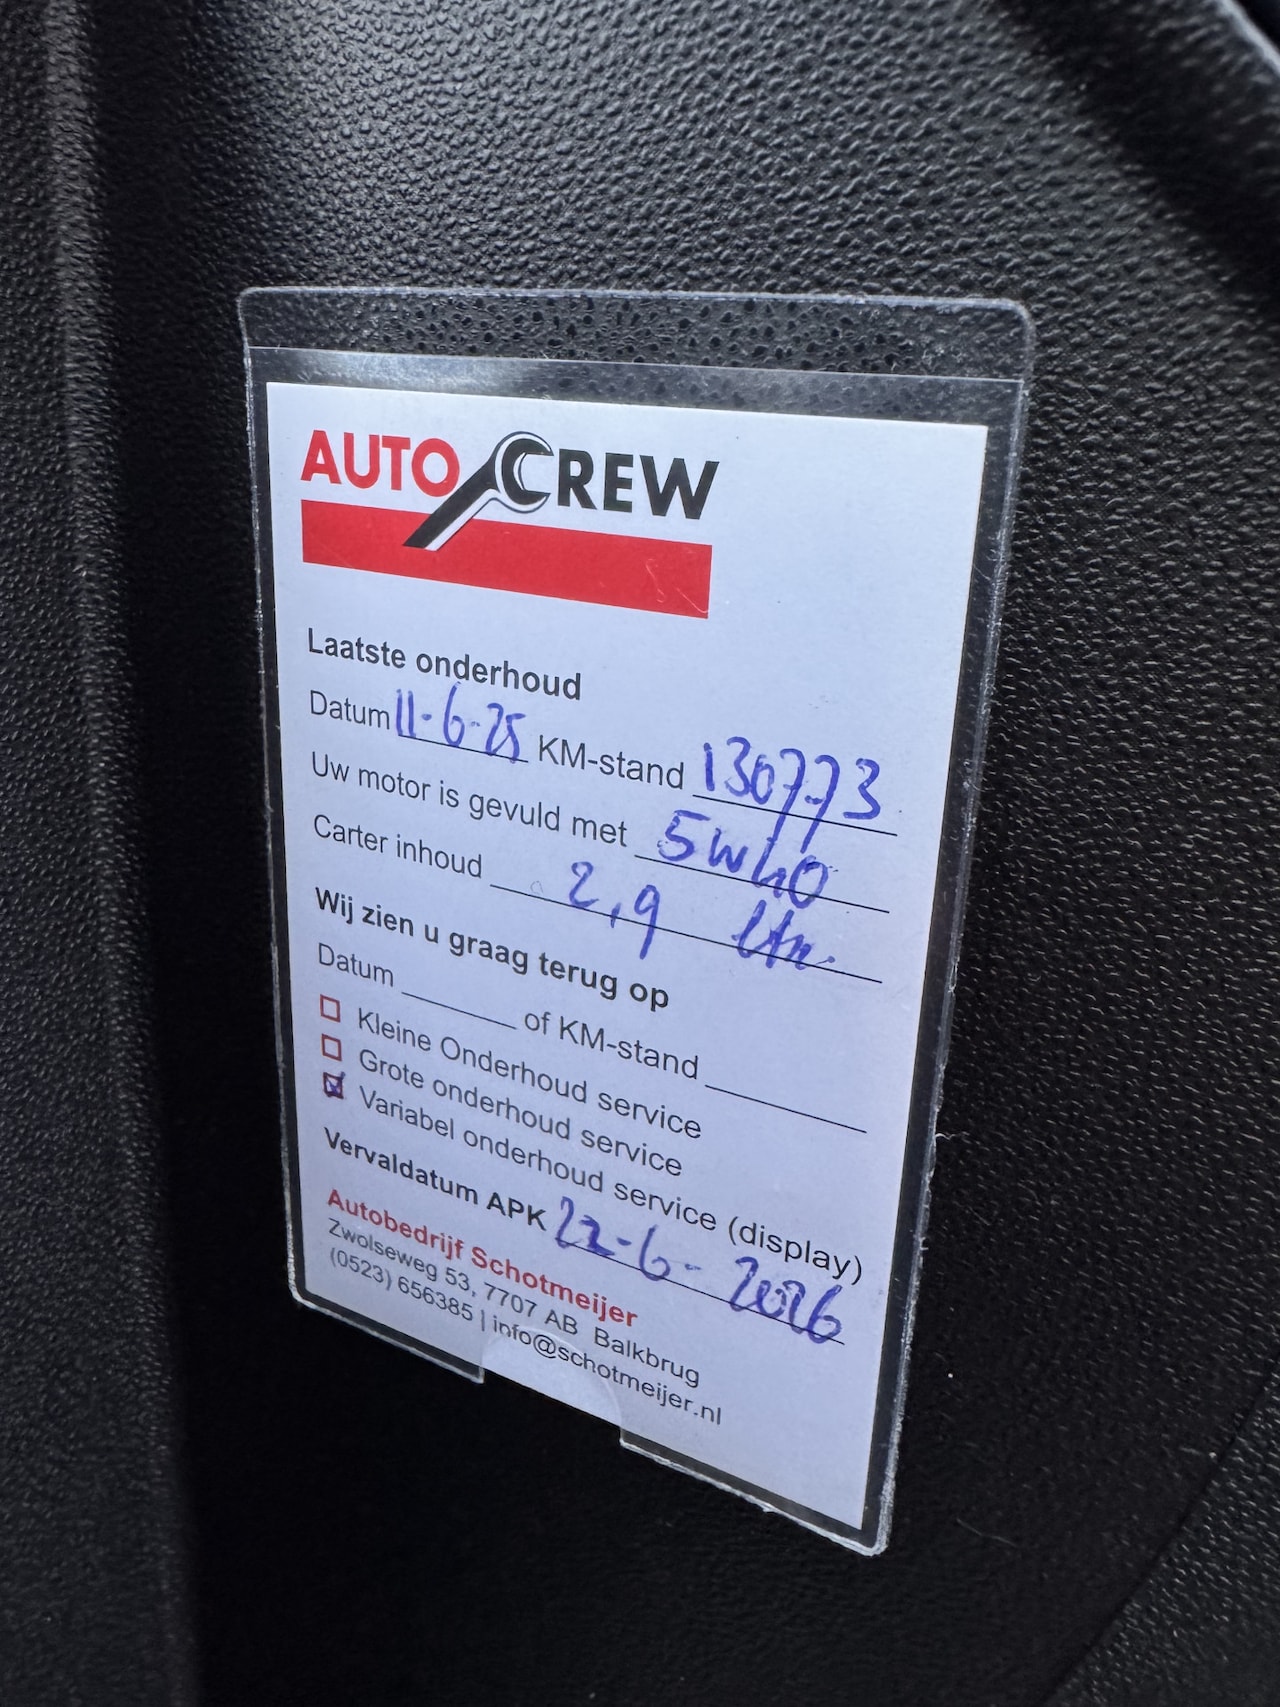 AUTO CREW
Laatste onderhoud
Datum 11-6-25 KM-stand 130773
Uw motor is gevuld met 5w40
Carter inhoud 2,9 ltr.
Wij zien u graag terug op
Datum of KM-stand
Kleine Onderhoud service
Grote onderhoud service
Variabel onderhoud service (display)
Vervaldatum APK 22-6-2026
Autobedrijf Schotmeijer
Zwolseweg 53, 7707 AB Balkbrug
(0523) 656385 | info@schotmeijer.nl